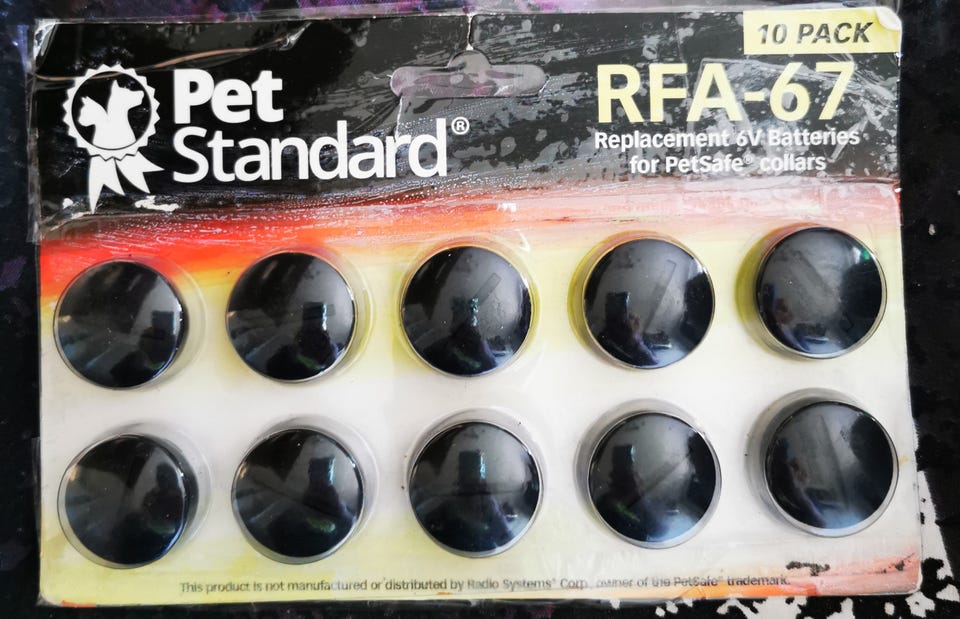 10 PACK
Pet
Standard®
RFA-67
Replacement 6V Batteries
for PetSafe® collars
This product is not manufactured or distributed by Radio Systems® Corp., owner of the PetSafe® trademark.